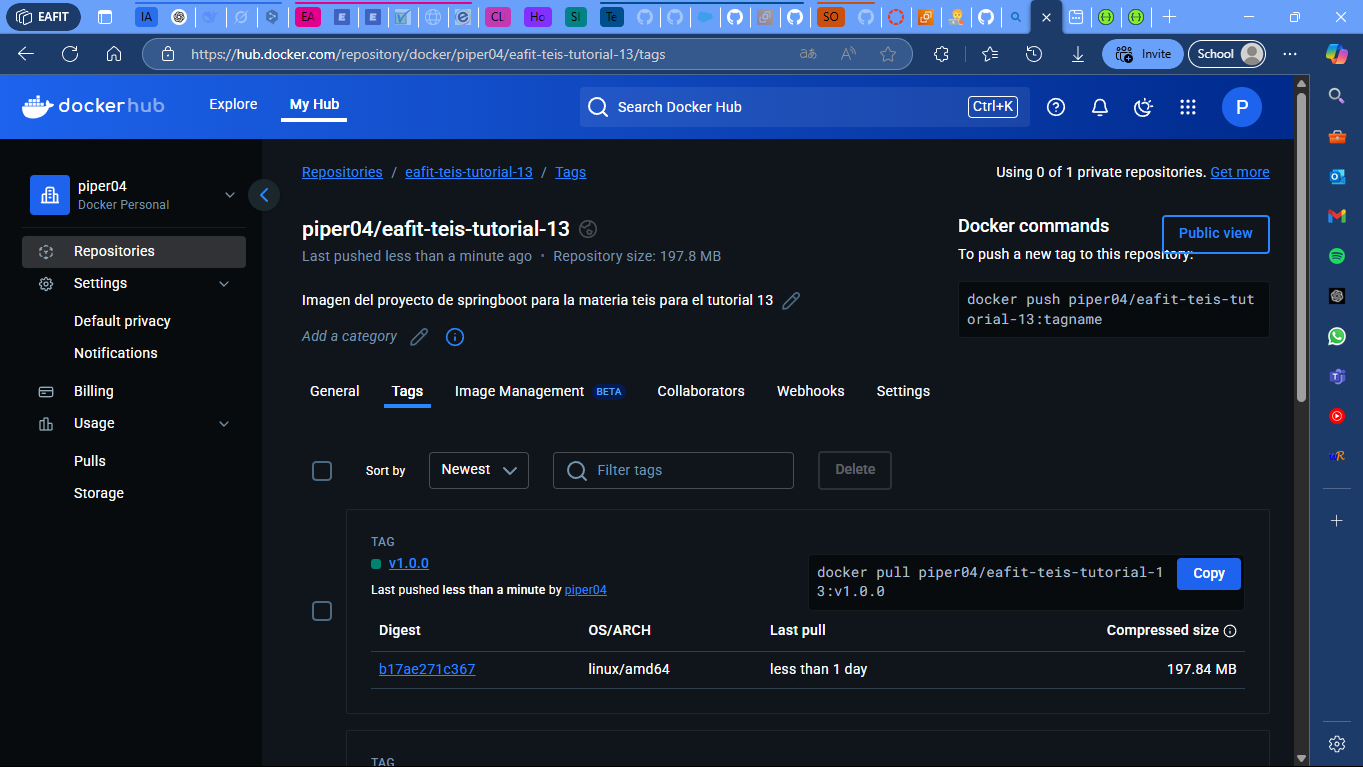 EAFIT
IA
EA
CL
Ho
SI
Te
SO
https://hub.docker.com/repository/docker/piper04/eafit-teis-tutorial-13/tags
Invite
School
dockerhub
Explore
My Hub
Search Docker Hub
Ctrl+K
P
piper04
Docker Personal
Repositories
Settings
Default privacy
Notifications
Billing
Usage
Pulls
Storage
Repositories / eafit-teis-tutorial-13 / Tags
Using 0 of 1 private repositories. Get more
piper04/eafit-teis-tutorial-13
Last pushed less than a minute ago • Repository size: 197.8 MB
Imagen del proyecto de springboot para la materia teis para el tutorial 13
Add a category
Docker commands
Public view
To push a new tag to this repository:
docker push piper04/eafit-teis-tut
orial-13:tagname
General
Tags
Image Management BETA
Collaborators
Webhooks
Settings
Sort by
Newest
Filter tags
Delete
TAG
v1.0.0
Last pushed less than a minute by piper04
docker pull piper04/eafit-teis-tutorial-1
3:v1.0.0
Copy
Digest OS/ARCH Last pull Compressed size
b17ae271c367 linux/amd64 less than 1 day 197.84 MB
TAG